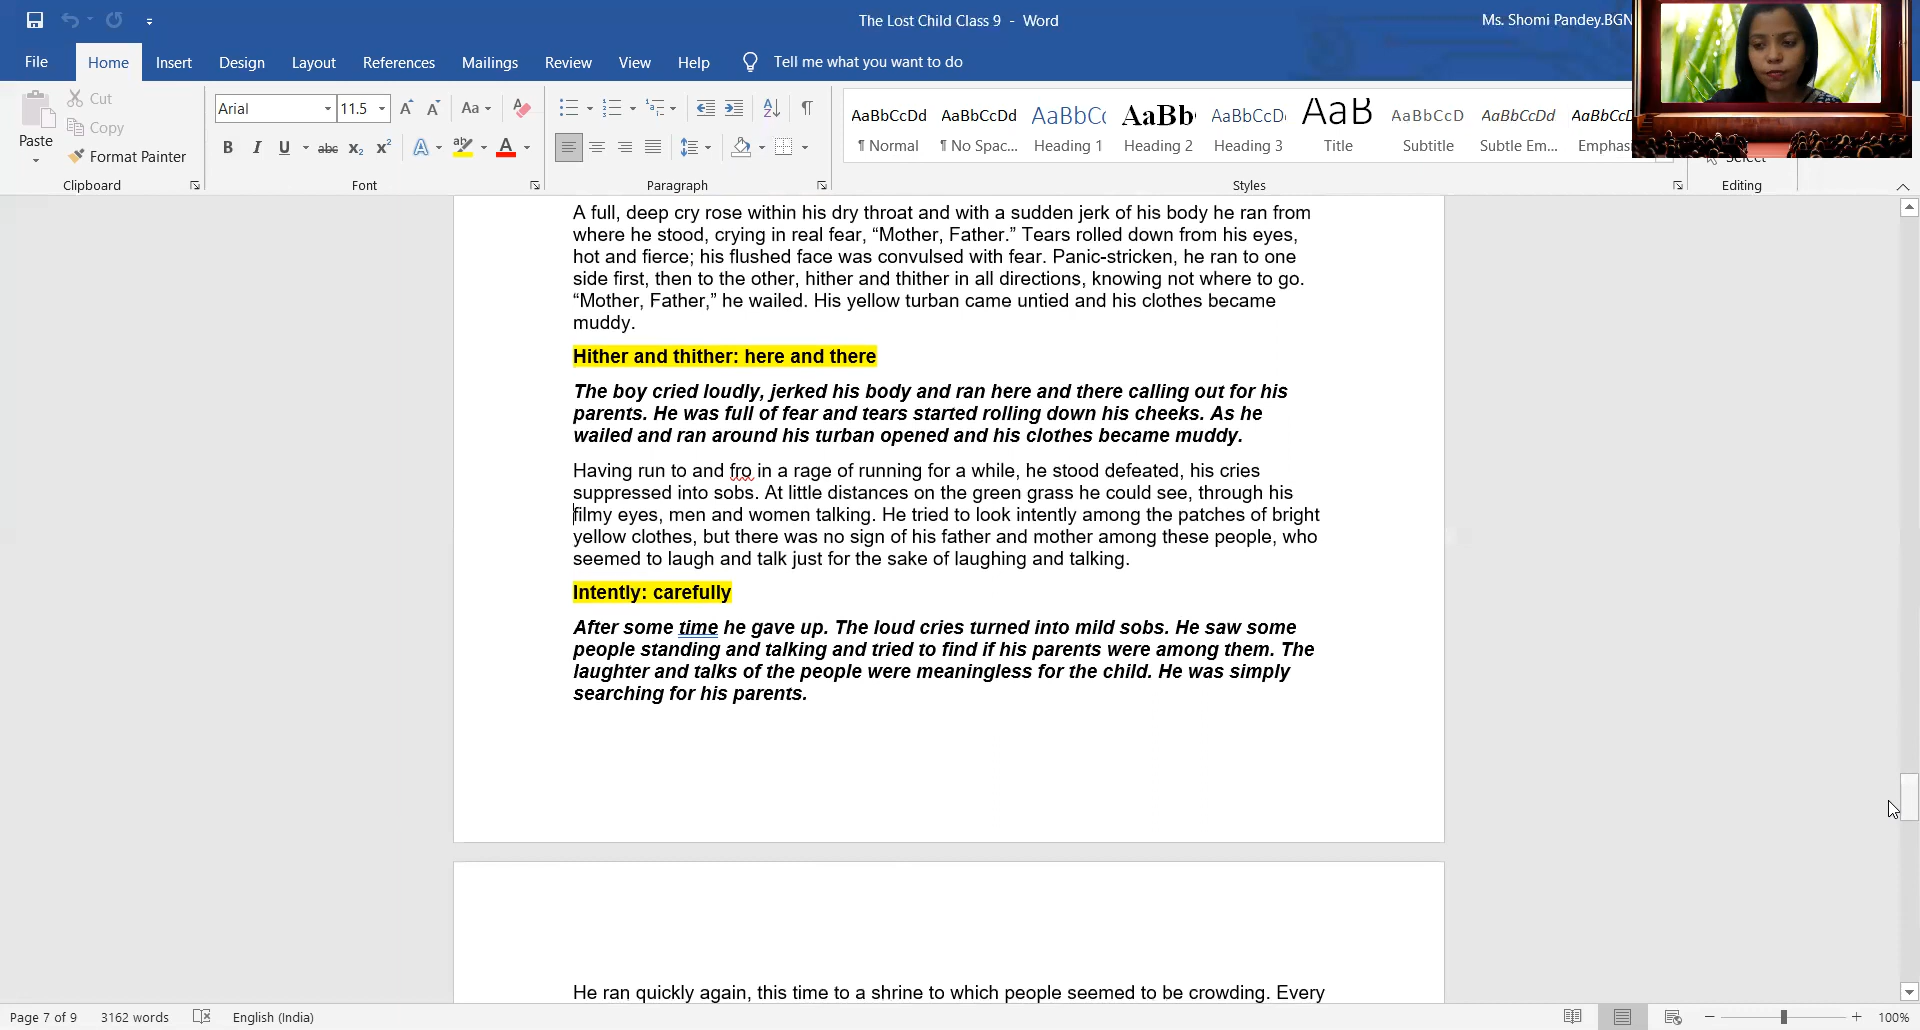 The Lost Child Class 9 - Word
Ms. Shomi Pandey.BGN
File Home Insert Design Layout References Mailings Review View Help Tell me what you want to do
Paste
Cut
Copy
Format Painter
Clipboard
Arial 11.5
Font
Paragraph
AaBbCcDd AaBbCcDd AaBbCc AaBb AaBbCcD AaB AaBbCcD AaBbCcDd
¶ Normal ¶ No Spac... Heading 1 Heading 2 Heading 3 Title Subtitle Subtle Em...
Styles
Select
Editing
A full, deep cry rose within his dry throat and with a sudden jerk of his body he ran from
where he stood, crying in real fear, “Mother, Father.” Tears rolled down from his eyes,
hot and fierce; his flushed face was convulsed with fear. Panic-stricken, he ran to one
side first, then to the other, hither and thither in all directions, knowing not where to go.
“Mother, Father,” he wailed. His yellow turban came untied and his clothes became
muddy.
Hither and thither: here and there
The boy cried loudly, jerked his body and ran here and there calling out for his
parents. He was full of fear and tears started rolling down his cheeks. As he
wailed and ran around his turban opened and his clothes became muddy.
Having run to and fro in a rage of running for a while, he stood defeated, his cries
suppressed into sobs. At little distances on the green grass he could see, through his
filmy eyes, men and women talking. He tried to look intently among the patches of bright
yellow clothes, but there was no sign of his father and mother among these people, who
seemed to laugh and talk just for the sake of laughing and talking.
Intently: carefully
After some time he gave up. The loud cries turned into mild sobs. He saw some
people standing and talking and tried to find if his parents were among them. The
laughter and talks of the people were meaningless for the child. He was simply
searching for his parents.
He ran quickly again, this time to a shrine to which people seemed to be crowding. Every
Page 7 of 9 3162 words English (India) 100%